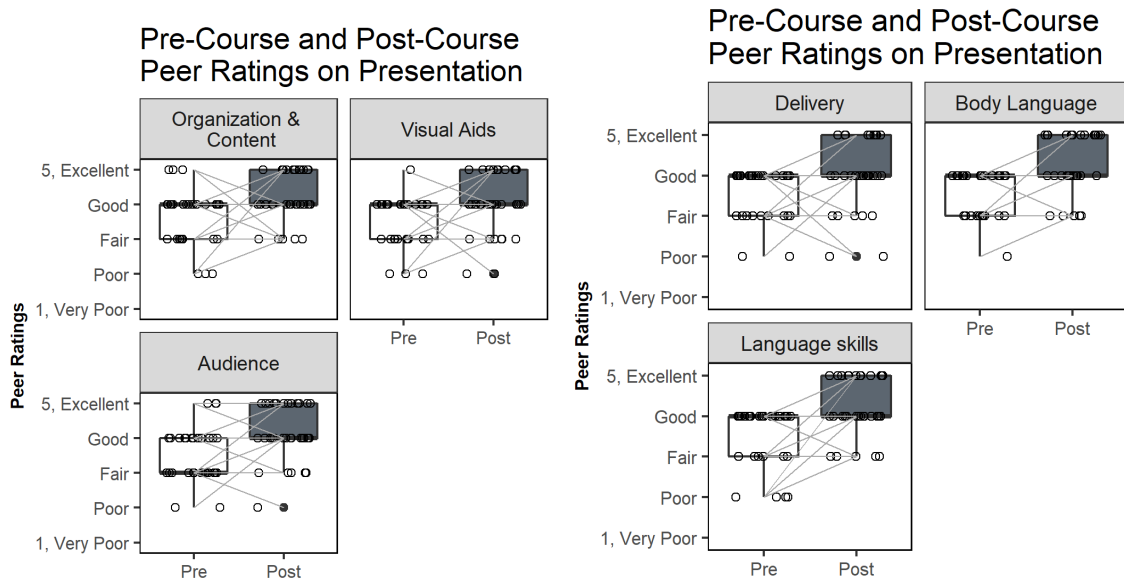 Pre-Course and Post-Course
Peer Ratings on Presentation
Organization &
Content
Visual Aids
5, Excellent
Good
Fair
Poor
1, Very Poor
Pre
Post
Audience
5, Excellent
Good
Fair
Poor
1, Very Poor
Pre
Post
Peer Ratings
Pre-Course and Post-Course
Peer Ratings on Presentation
Delivery
Body Language
5, Excellent
Good
Fair
Poor
1, Very Poor
Pre
Post
Language skills
5, Excellent
Good
Fair
Poor
1, Very Poor
Pre
Post
Peer Ratings